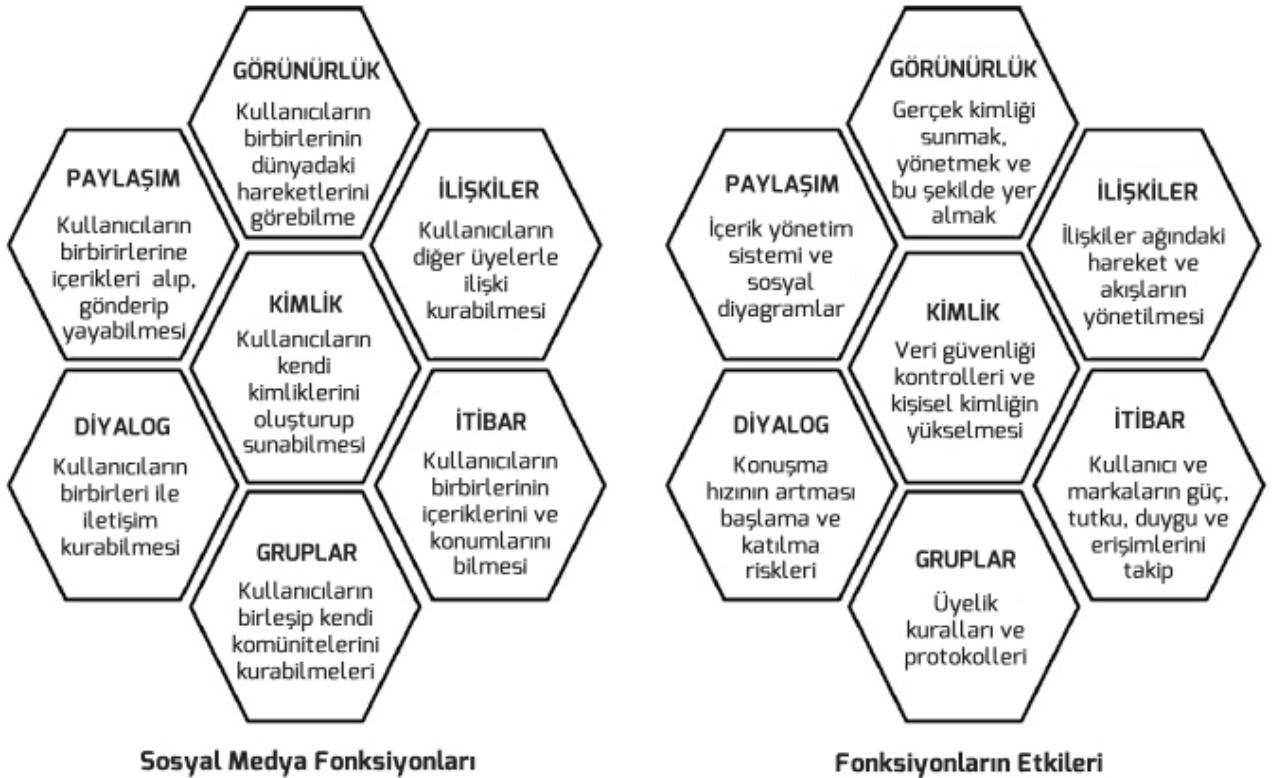 GÖRÜNÜRLÜK
Kullanıcıların
birbirlerinin
dünyadaki
hareketlerini
görebilme
PAYLAŞIM
Kullanıcıların
birbirirlerine
içerikleri alıp,
gönderip
yayabilmesi
İLİŞKİLER
Kullanıcıların
diğer üyelerle
ilişki
kurabilmesi
KİMLİK
Kullanıcıların
kendi
kimliklerini
oluşturup
sunabilmesi
DİYALOG
Kullanıcıların
birbirleri ile
iletişim
kurabilmesi
İTİBAR
Kullanıcıların
birbirlerinin
içeriklerini ve
konumlarını
bilmesi
GRUPLAR
Kullanıcıların
birleşip kendi
komünitelerini
kurabilmeleri
Sosyal Medya Fonksiyonları
GÖRÜNÜRLÜK
Gerçek kimliği
sunmak,
yönetmek ve
bu şekilde yer
almak
PAYLAŞIM
İçerik yönetim
sistemi ve
sosyal
diyagramlar
İLİŞKİLER
İlişkiler ağındaki
hareket ve
akışların
yönetilmesi
KİMLİK
Veri güvenliği
kontrolleri ve
kişisel kimliğin
yükselmesi
DİYALOG
Konuşma
hızının artması
başlama ve
katılma
riskleri
İTİBAR
Kullanıcı ve
markaların güç,
tutku, duygu ve
erişimlerini
takip
GRUPLAR
Üyelik
kuralları ve
protokolleri
Fonksiyonların Etkileri